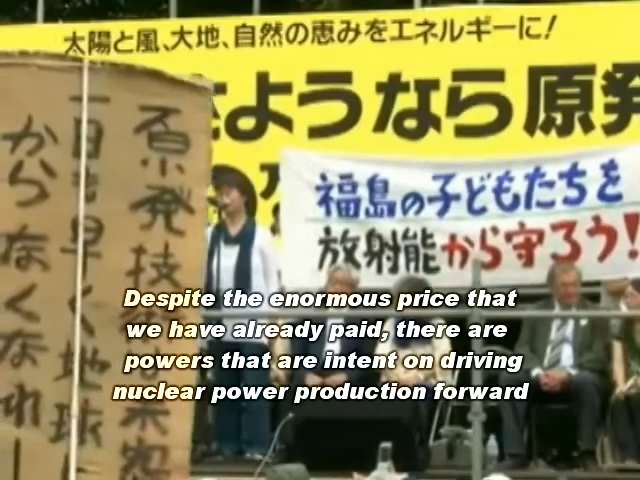 太陽と風、大地、自然の恵みをエネルギーに!
ようなら原発
福島の子どもたちを
放射能から守ろう!
原発技
一日も早く地球
からなくなれー
Despite the enormous price that
we have already paid, there are
powers that are intent on driving
nuclear power production forward